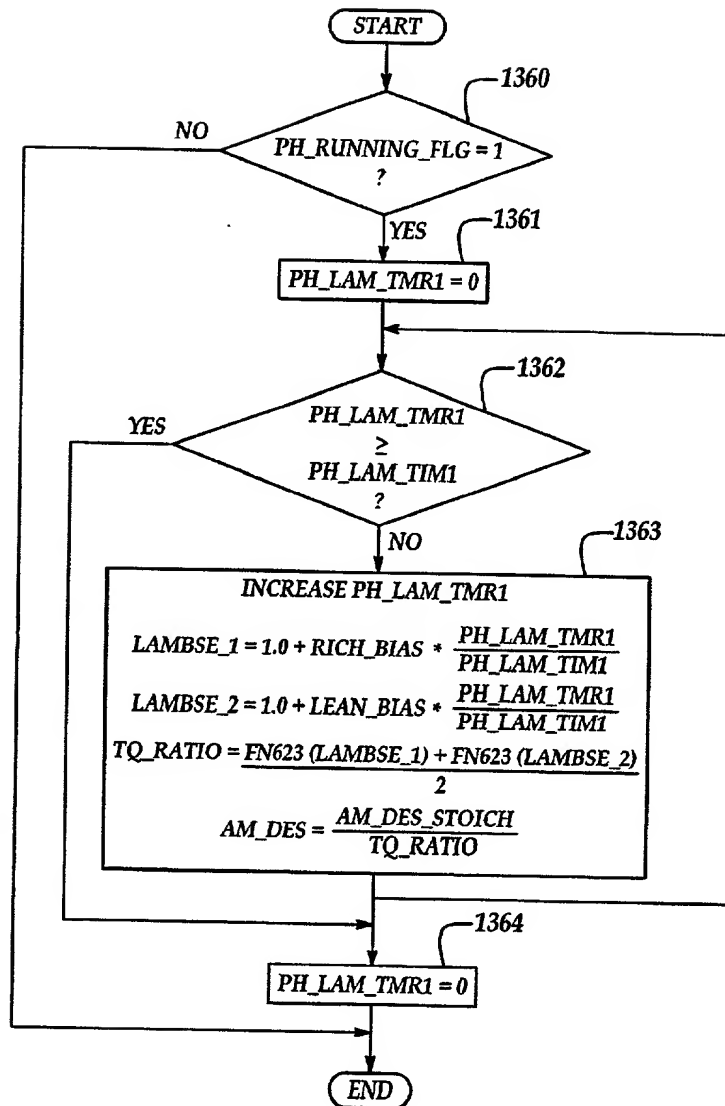 START
1360
NO
PH_RUNNING_FLG = 1
?
YES
1361
PH_LAM_TMR1 = 0
1362
YES
PH_LAM_TMR1
≥
PH_LAM_TIM1
?
NO
1363
INCREASE PH_LAM_TMR1
LAMBSE_1 = 1.0 + RICH_BIAS * PH_LAM_TMR1 / PH_LAM_TIM1
LAMBSE_2 = 1.0 + LEAN_BIAS * PH_LAM_TMR1 / PH_LAM_TIM1
TQ_RATIO = FN623 (LAMBSE_1) + FN623 (LAMBSE_2) / 2
AM_DES = AM_DES_STOICH / TQ_RATIO
1364
PH_LAM_TMR1 = 0
END